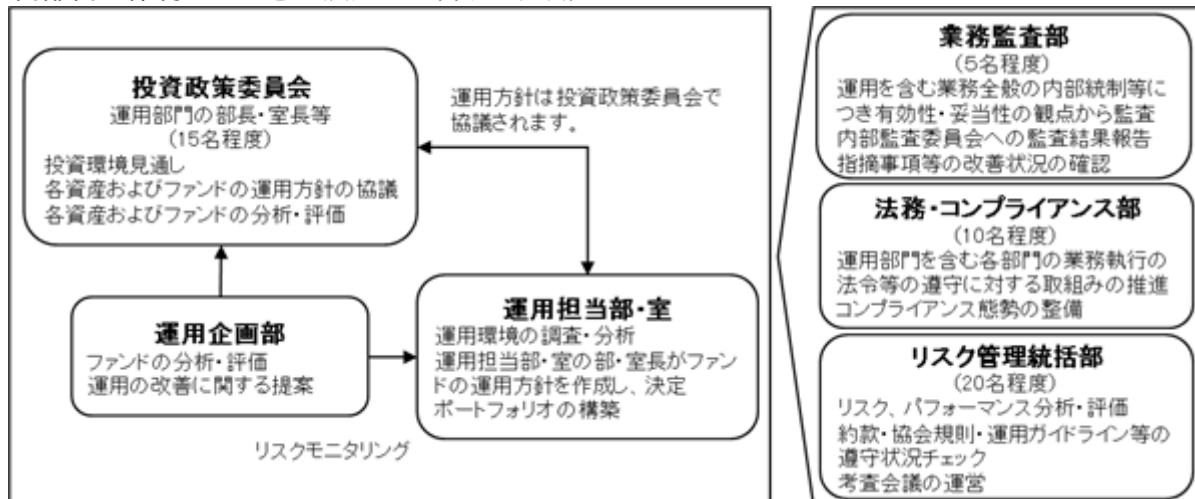 投資政策委員会
運用部門の部長・室長等
(15名程度)
投資環境見通し
各資産およびファンドの運用方針の協議
各資産およびファンドの分析・評価
運用方針は投資政策委員会で
協議されます。
運用企画部
ファンドの分析・評価
運用の改善に関する提案
運用担当部・室
運用環境の調査・分析
運用担当部・室の部・室長がファン
ドの運用方針を作成し、決定
ポートフォリオの構築
リスクモニタリング
業務監査部
(5名程度)
運用を含む業務全般の内部統制等に
つき有効性・妥当性の観点から監査
内部監査委員会への監査結果報告
指摘事項等の改善状況の確認
法務・コンプライアンス部
(10名程度)
運用部門を含む各部門の業務執行の
法令等の遵守に対する取組みの推進
コンプライアンス態勢の整備
リスク管理統括部
(20名程度)
リスク、パフォーマンス分析・評価
約款・協会規則・運用ガイドライン等の
遵守状況チェック
考査会議の運営